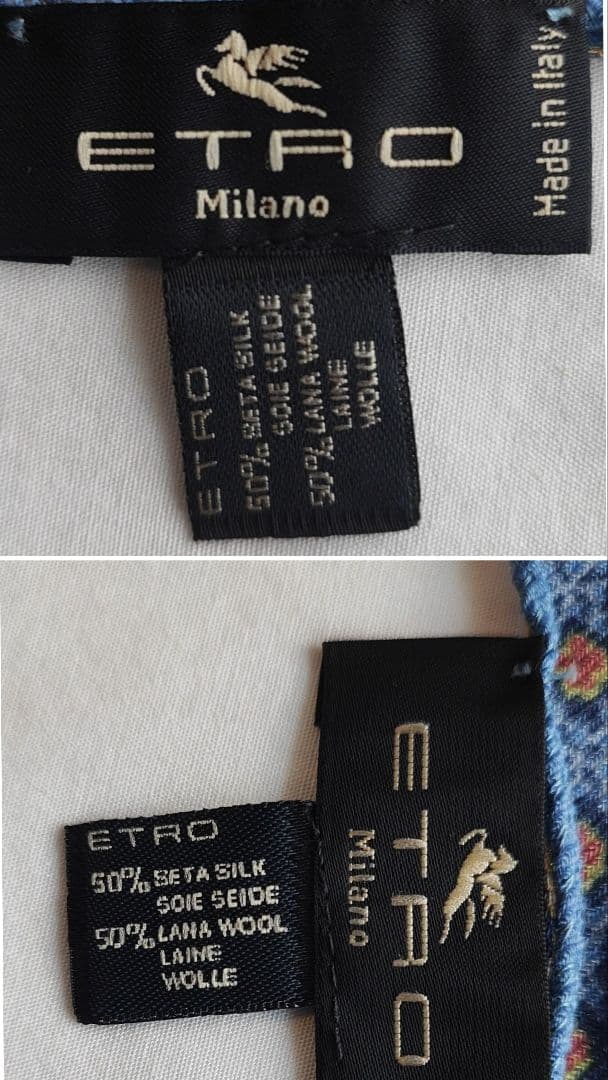 ETRO
Milano
Made in Italy
ETRO
50% SETA SILK
SOIE SEIDE
50% LANA WOOL
LAINE
WOLLE
ETRO
50% SETA SILK
SOIE SEIDE
50% LANA WOOL
LAINE
WOLLE
ETRO
Milano